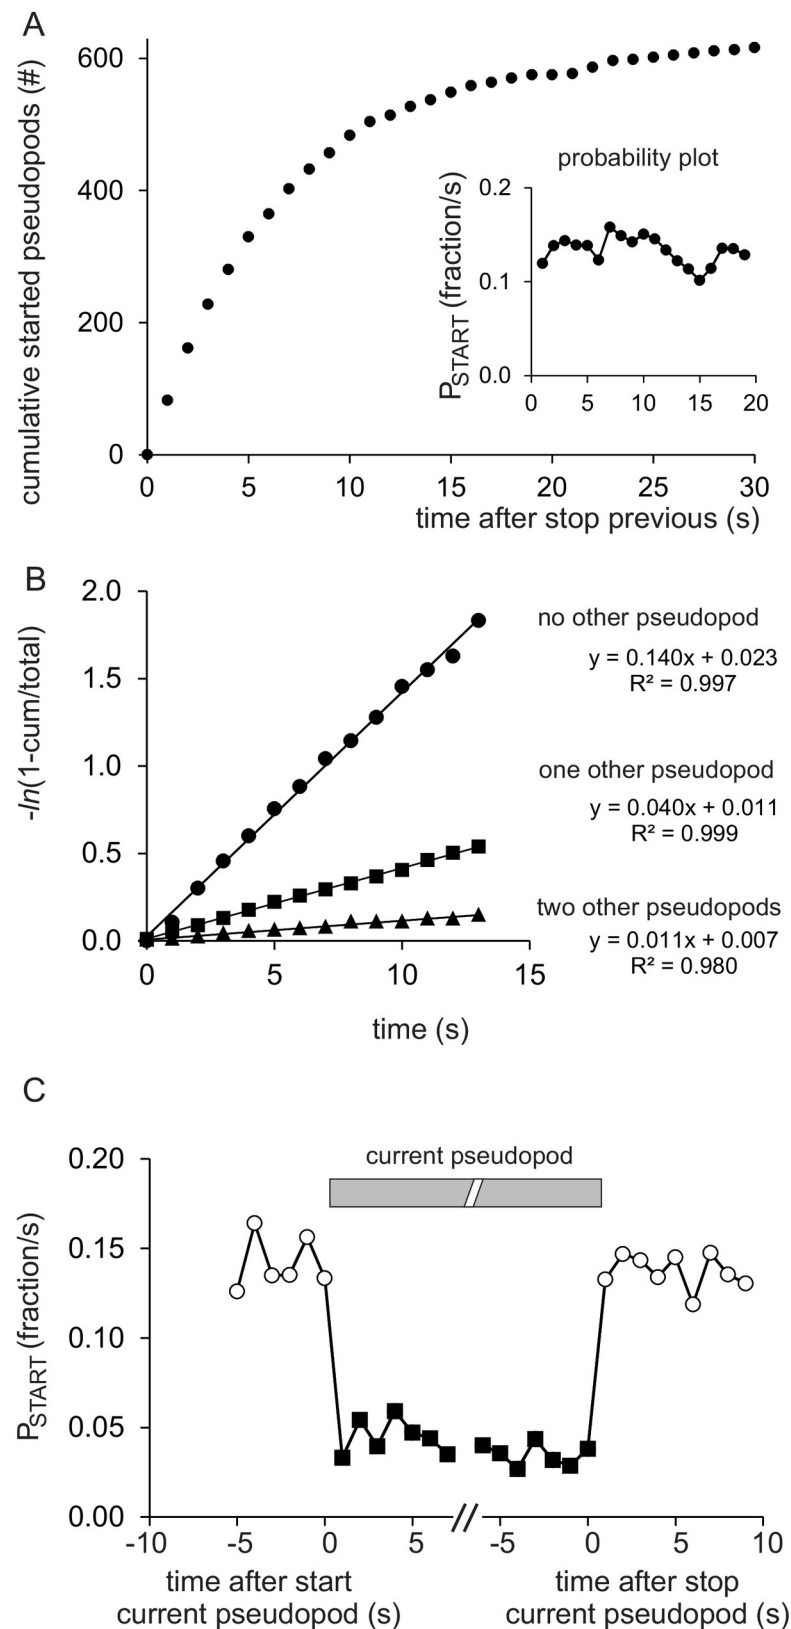 A
cumulative started pseudopods (#)
600
400
200
0
0 5 10 15 20 25 30
time after stop previous (s)
probability plot
P_START (fraction/s)
0.2
0.1
0.0
0 5 10 15 20
B
-ln(1-cum/total)
2.0
1.5
1.0
0.5
0.0
0 5 10 15
time (s)
no other pseudopod
y = 0.140x + 0.023
R² = 0.997
one other pseudopod
y = 0.040x + 0.011
R² = 0.999
two other pseudopods
y = 0.011x + 0.007
R² = 0.980
C
P_START (fraction/s)
0.20
0.15
0.10
0.05
0.00
current pseudopod
-10 -5 0 5 // -5 0 5 10
time after start
current pseudopod (s)
time after stop
current pseudopod (s)